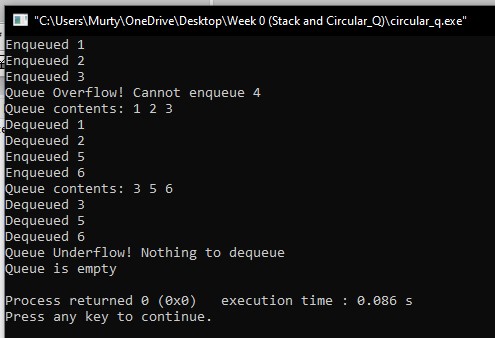 "C:\Users\Murty\OneDrive\Desktop\Week 0 (Stack and Circular_Q)\circular_q.exe"
Enqueued 1
Enqueued 2
Enqueued 3
Queue Overflow! Cannot enqueue 4
Queue contents: 1 2 3
Dequeued 1
Dequeued 2
Enqueued 5
Enqueued 6
Queue contents: 3 5 6
Dequeued 3
Dequeued 5
Dequeued 6
Queue Underflow! Nothing to dequeue
Queue is empty
Process returned 0 (0x0)   execution time : 0.086 s
Press any key to continue.